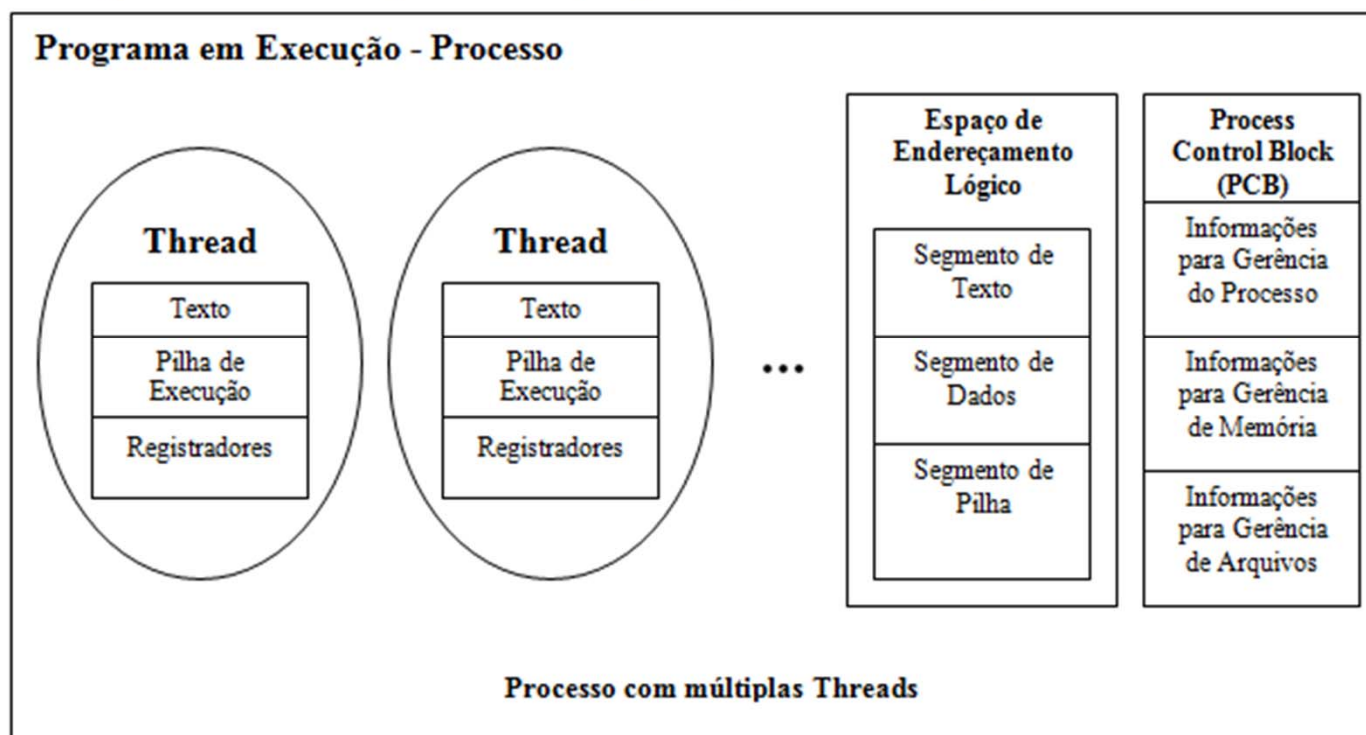 Programa em Execução - Processo
Thread
Texto
Pilha de
Execução
Registradores
Thread
Texto
Pilha de
Execução
Registradores
...
Espaço de
Endereçamento
Lógico
Segmento de
Texto
Segmento de
Dados
Segmento de
Pilha
Process
Control Block
(PCB)
Informações
para Gerência
do Processo
Informações
para Gerência
de Memória
Informações
para Gerência
de Arquivos
Processo com múltiplas Threads